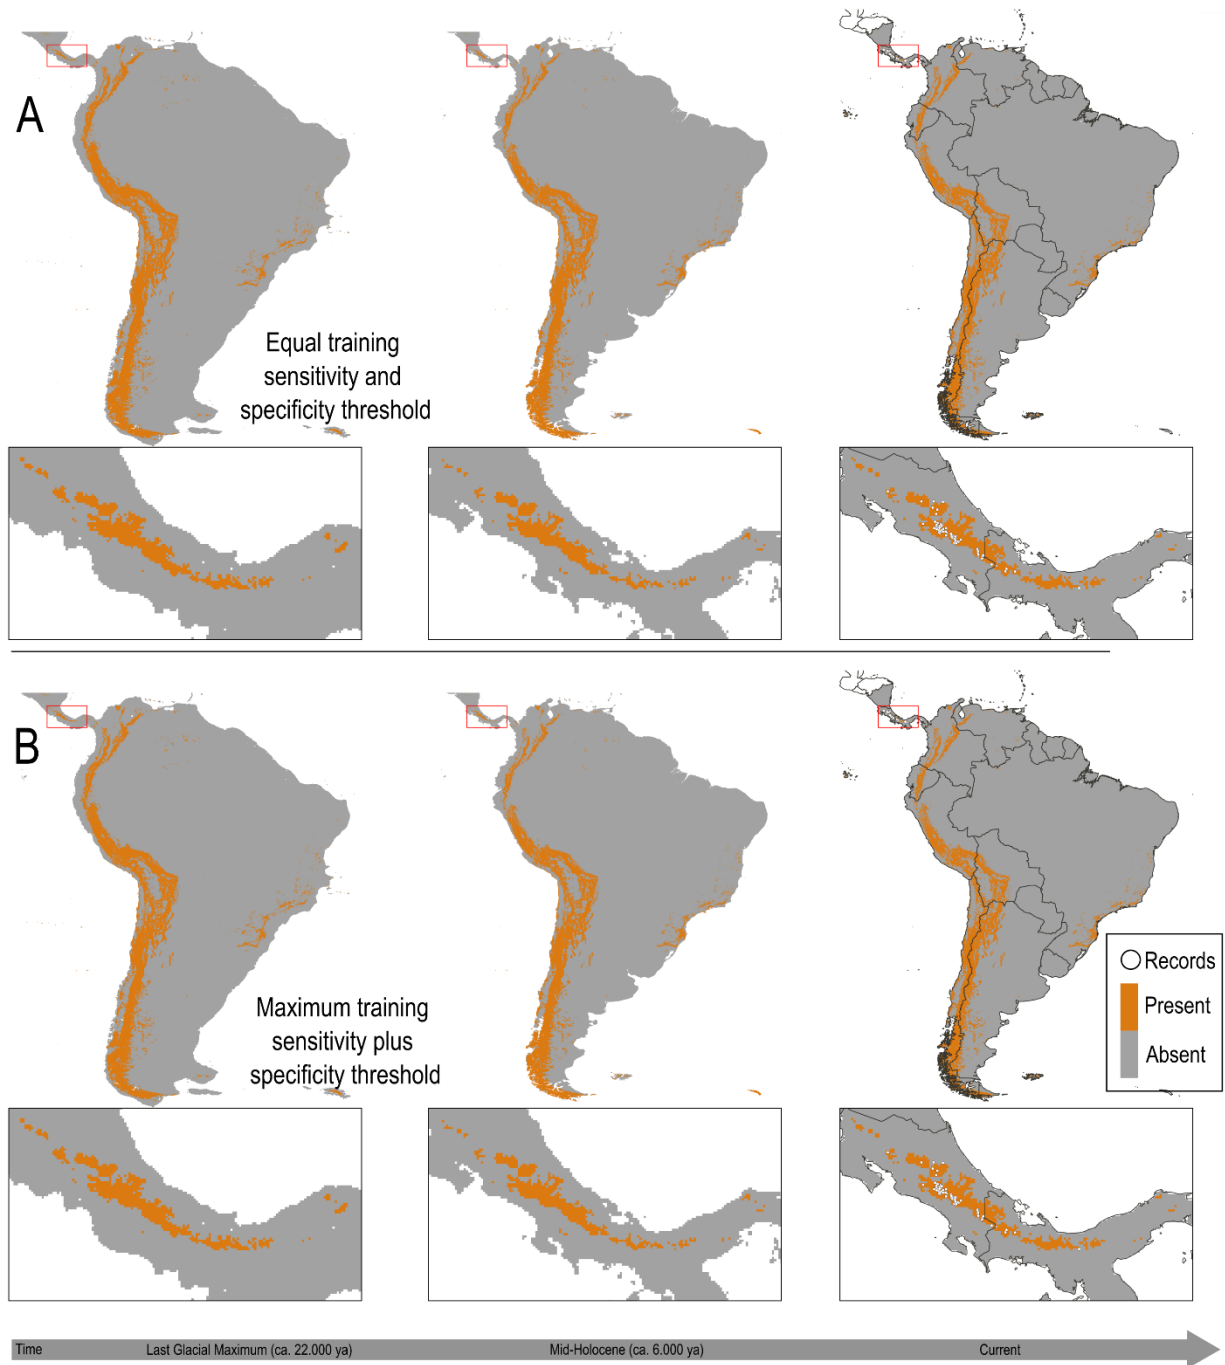 A
Equal training
sensitivity and
specificity threshold
B
Maximum training
sensitivity plus
specificity threshold
Records
Present
Absent
Time
Last Glacial Maximum (ca. 22.000 ya)
Mid-Holocene (ca. 6.000 ya)
Current